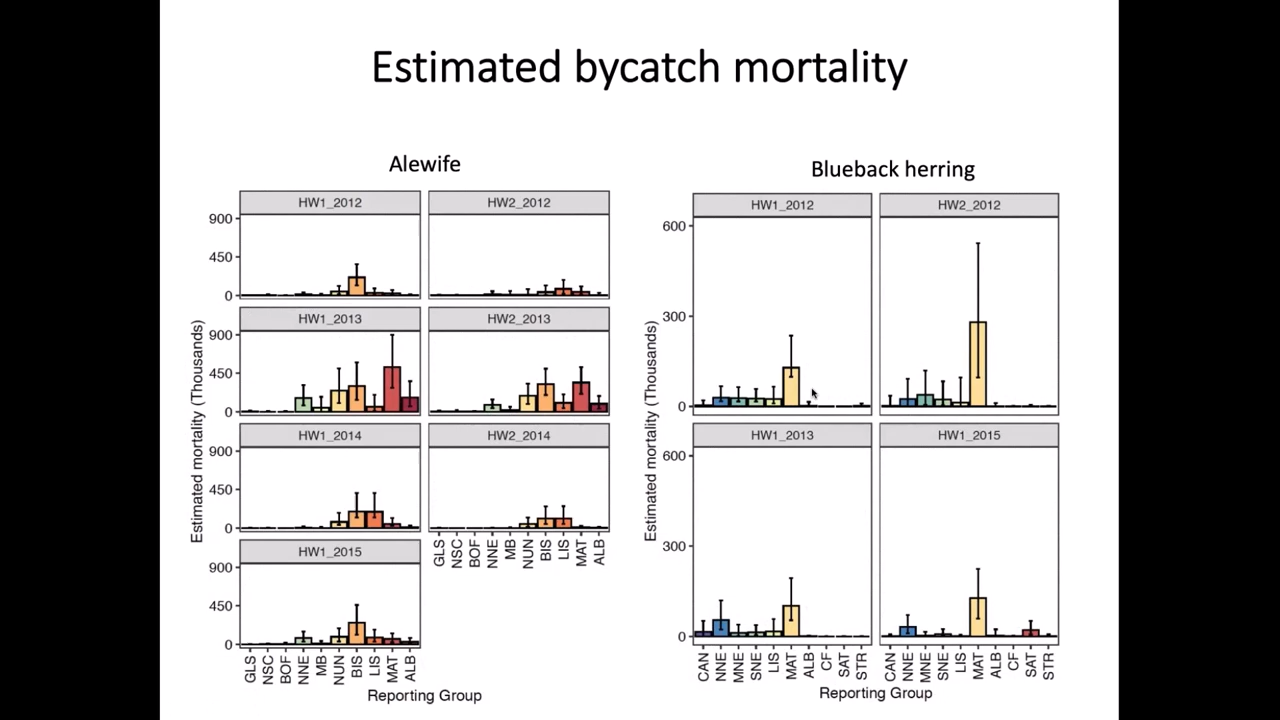 Estimated bycatch mortality
Alewife
HW1_2012
HW2_2012
900
450
0
HW1_2013
HW2_2013
900
450
0
HW1_2014
HW2_2014
900
450
0
HW1_2015
900
450
0
Estimated mortality (Thousands)
GLS NSC BOF NNE MB NUN BIS LIS MAT ALB
GLS NSC BOF NNE MB NUN BIS LIS MAT ALB
Reporting Group
Blueback herring
HW1_2012
HW2_2012
600
300
0
HW1_2013
HW1_2015
600
300
0
Estimated mortality (Thousands)
CAN NNE MNE SNE LIS MAT ALB CF SAT STR
CAN NNE MNE SNE LIS MAT ALB CF SAT STR
Reporting Group